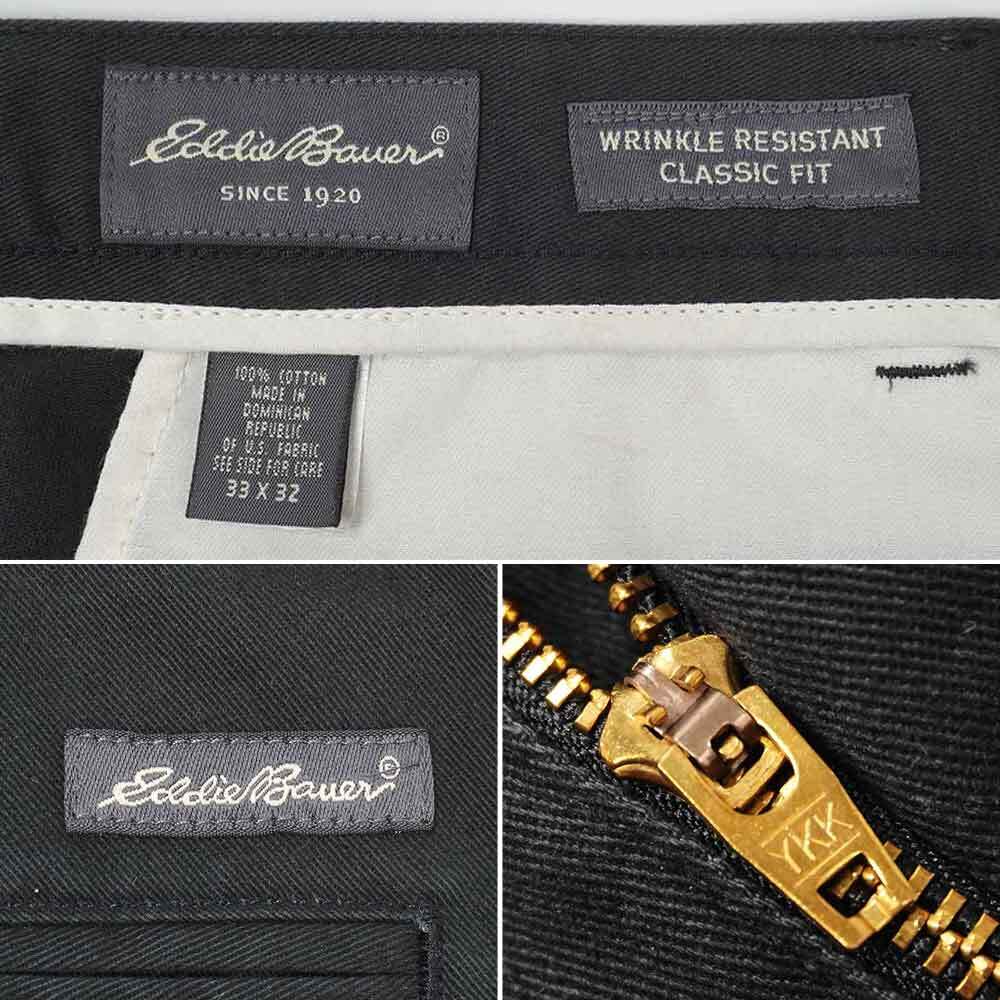 Eddie Bauer®
SINCE 1920
WRINKLE RESISTANT
CLASSIC FIT
100% COTTON
MADE IN
DOMINICAN
REPUBLIC
OF U.S. FABRIC
SEE SIDE FOR CARE
33 X 32
Eddie Bauer®
YKK